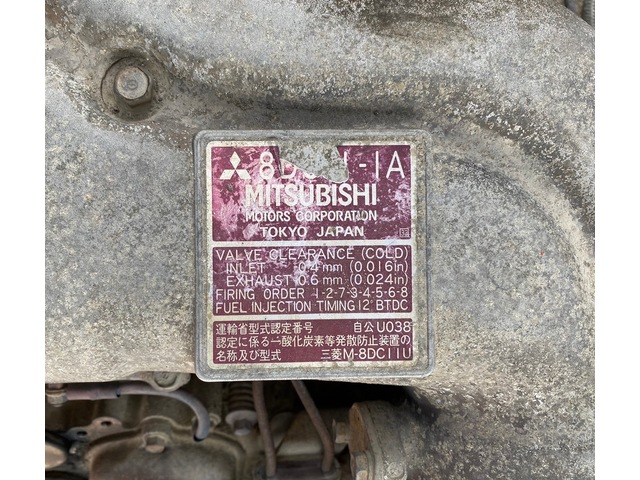 MITSUBISHI
MOTORS CORPORATION
TOKYO JAPAN
VALVE CLEARANCE (COLD)
INLET 0.4mm (0.016in)
EXHAUST 0.6mm (0.024in)
FIRING ORDER 1-2-7-3-4-5-6-8
FUEL INJECTION TIMING 12°BTDC
運輸省型式認定番号 自公U038
認定に係る一酸化炭素等発散防止装置の
名称及び型式 三菱M-8DC11U